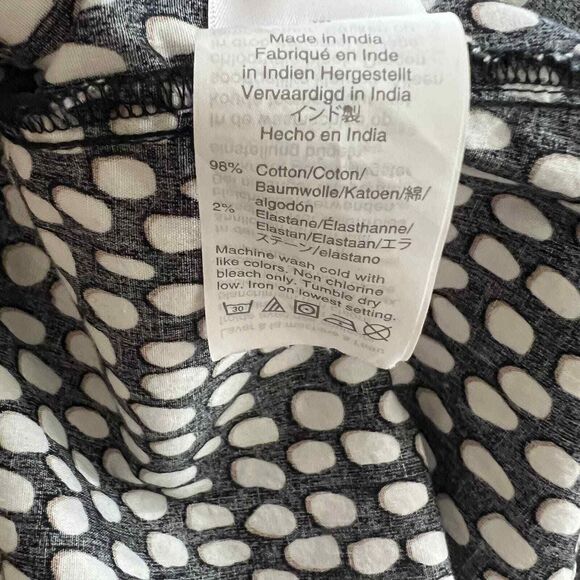 Made in India
Fabriqué en Inde
in Indien Hergestellt
Vervaardigd in India
インド製
Hecho en India
98% Cotton/Coton/
Baumwolle/Katoen/綿/
algodón
2% Elastane/Élasthanne/
Elastan/Elastaan/エラ
ステーン/elastano
Machine wash cold with
like colors. Non chlorine
bleach only. Tumble dry
low. Iron on lowest setting.
30